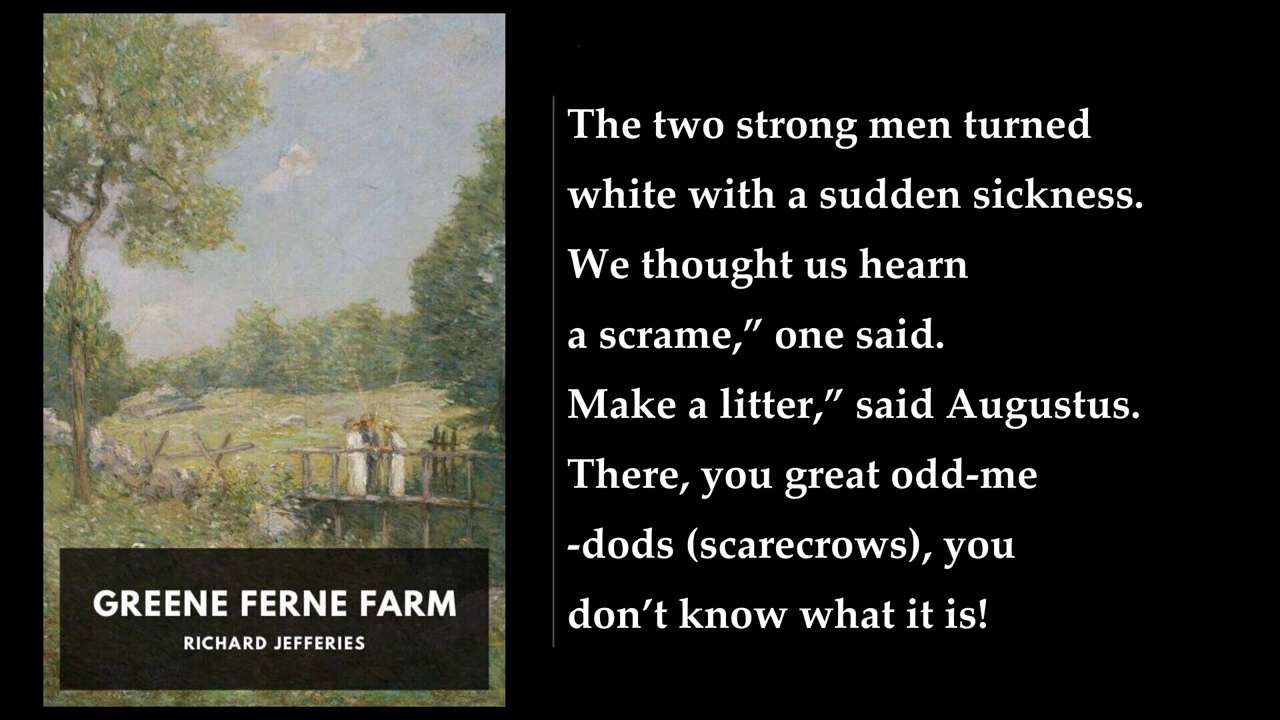 GREENE FERNE FARM
RICHARD JEFFERIES
The two strong men turned
white with a sudden sickness.
We thought us hearn
a scrame,” one said.
Make a litter,” said Augustus.
There, you great odd-me
-dods (scarecrows), you
don’t know what it is!